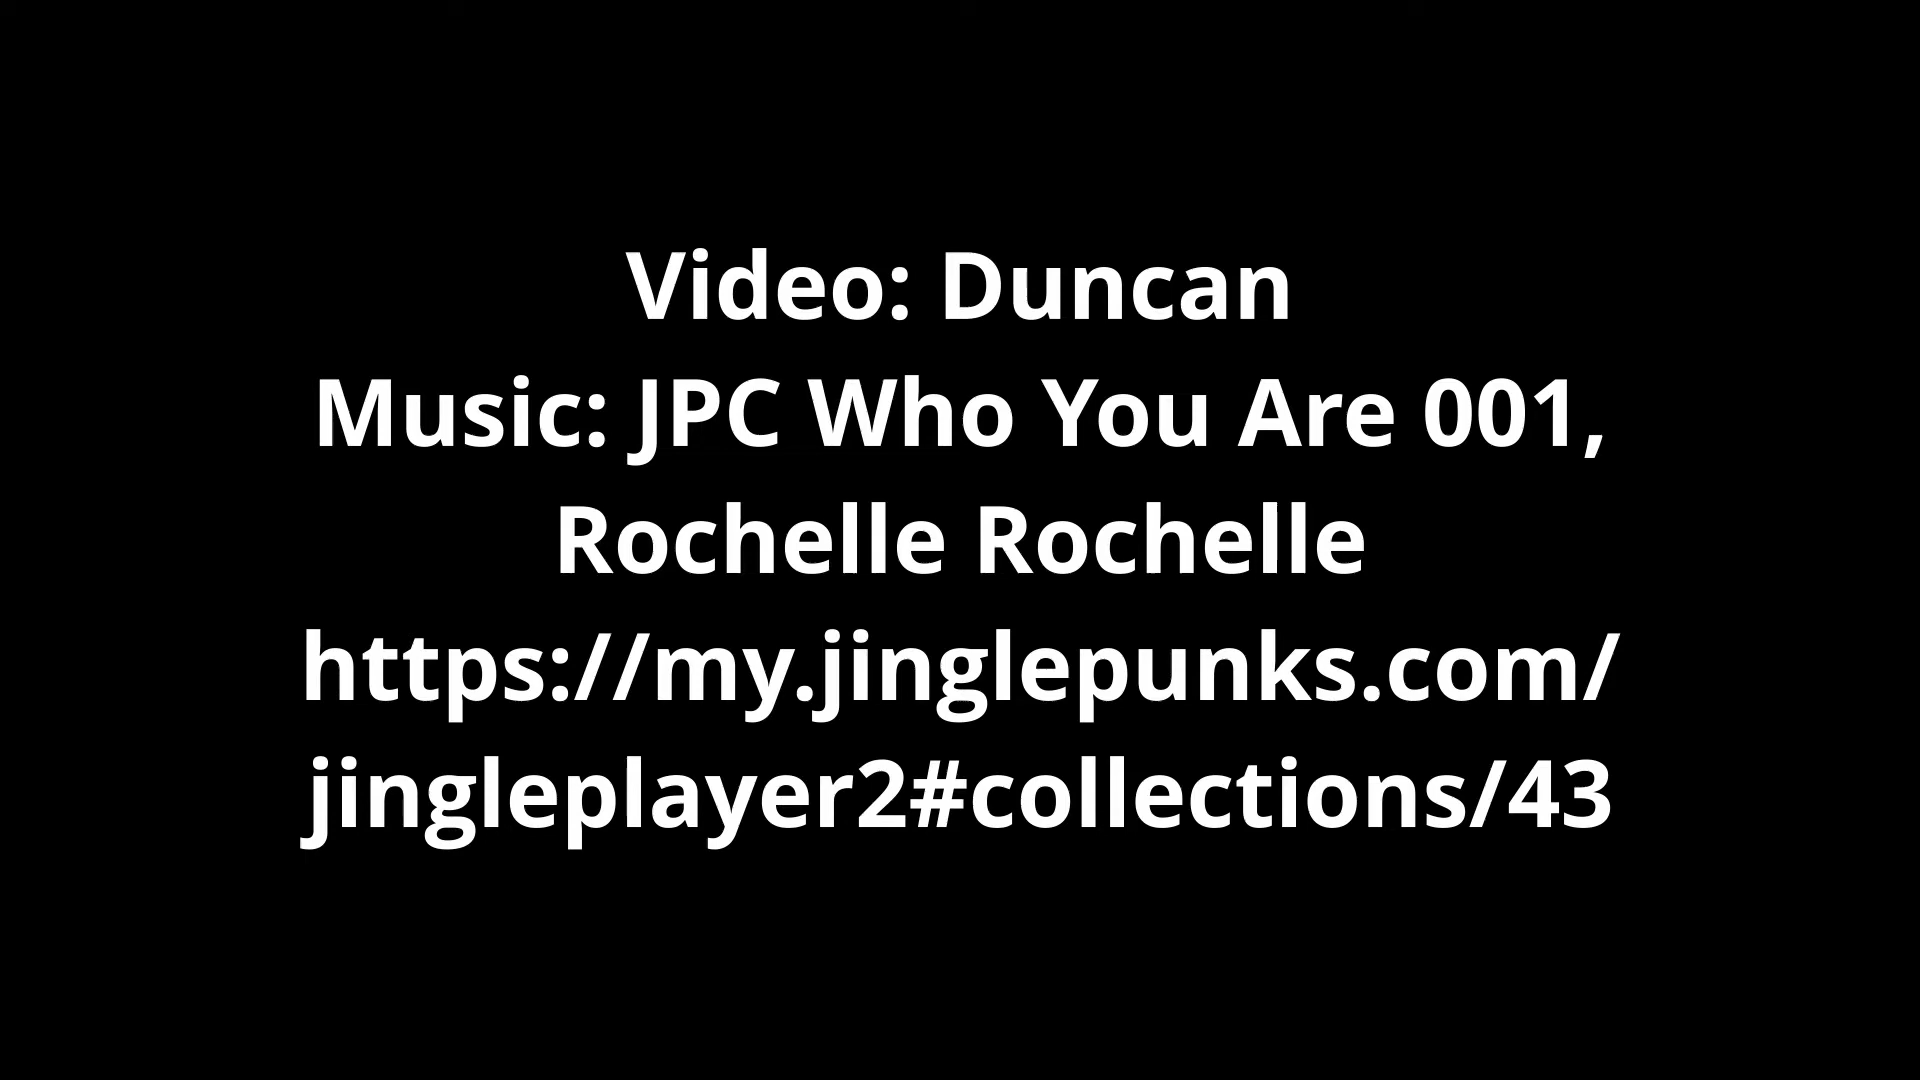 Video: Duncan
Music: JPC Who You Are 001,
Rochelle Rochelle
https://my.jinglepunks.com/
jingleplayer2#collections/43